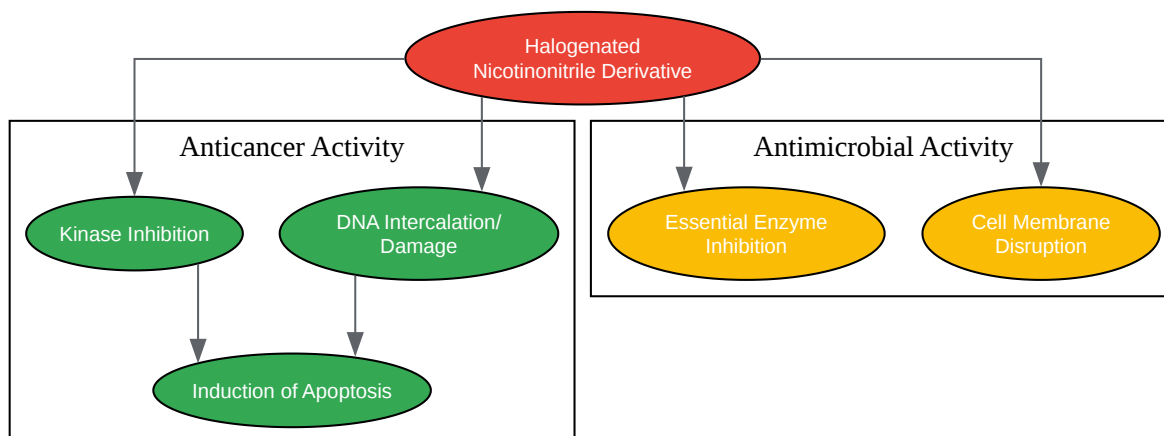 Halogenated
Nicotinonitrile Derivative
Anticancer Activity
Antimicrobial Activity
Kinase Inhibition
DNA Intercalation/
Damage
Essential Enzyme
Inhibition
Cell Membrane
Disruption
Induction of Apoptosis